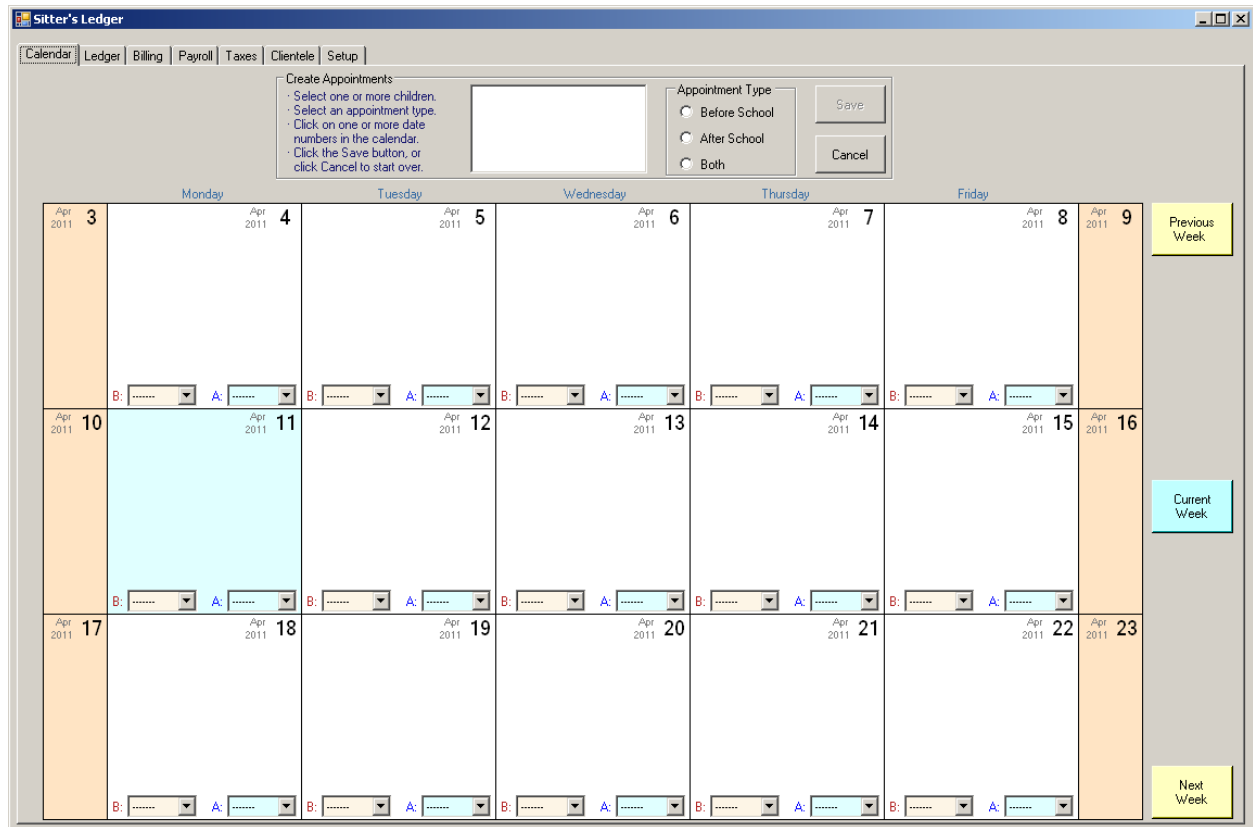 Sitter's Ledger
Calendar Ledger Billing Payroll Taxes Clientele Setup
Create Appointments
· Select one or more children.
· Select an appointment type.
· Click on one or more date
numbers in the calendar.
· Click the Save button, or
click Cancel to start over.
Appointment Type
Before School
After School
Both
Save
Cancel
Monday Tuesday Wednesday Thursday Friday
Apr 2011 3 Apr 2011 4 Apr 2011 5 Apr 2011 6 Apr 2011 7 Apr 2011 8 Apr 2011 9
Previous
Week
B: ------- A: ------- B: ------- A: ------- B: ------- A: ------- B: ------- A: ------- B: ------- A: -------
Apr 2011 10 Apr 2011 11 Apr 2011 12 Apr 2011 13 Apr 2011 14 Apr 2011 15 Apr 2011 16
Current
Week
B: ------- A: ------- B: ------- A: ------- B: ------- A: ------- B: ------- A: ------- B: ------- A: -------
Apr 2011 17 Apr 2011 18 Apr 2011 19 Apr 2011 20 Apr 2011 21 Apr 2011 22 Apr 2011 23
Next
Week
B: ------- A: ------- B: ------- A: ------- B: ------- A: ------- B: ------- A: ------- B: ------- A: -------